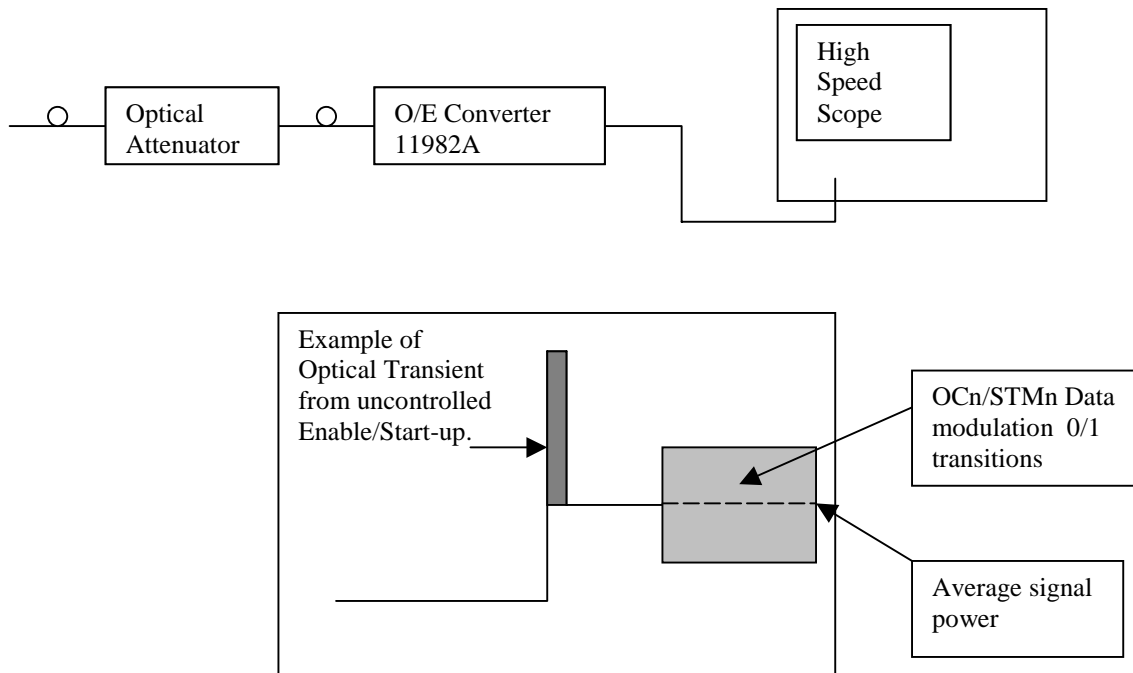 Optical
Attenuator
O/E Converter
11982A
High
Speed
Scope
Example of
Optical Transient
from uncontrolled
Enable/Start-up.
OCn/STMn Data
modulation 0/1
transitions
Average signal
power